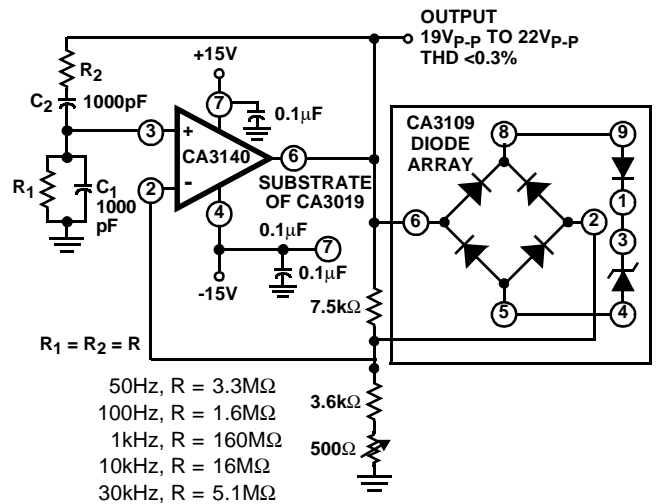 OUTPUT
19VP-P TO 22VP-P
THD <0.3%
+15V
R2
C2 1000pF
7
0.1μF
3
+
CA3140
6
2
-
4
SUBSTRATE
OF CA3019
R1
C1
1000
pF
0.1μF
7
0.1μF
-15V
CA3109
DIODE
ARRAY
8
9
6
2
1
3
5
4
7.5kΩ
R1 = R2 = R
3.6kΩ
500Ω
50Hz, R = 3.3MΩ
100Hz, R = 1.6MΩ
1kHz, R = 160MΩ
10kHz, R = 16MΩ
30kHz, R = 5.1MΩ